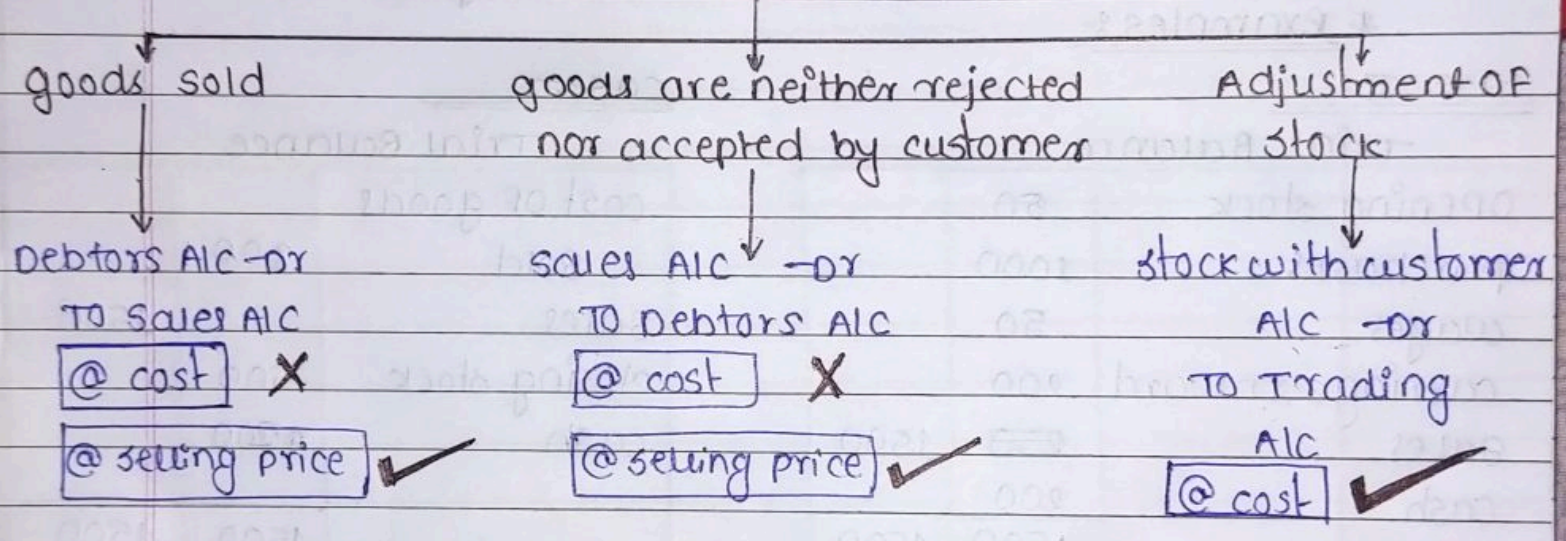 goods sold
Debtors A/C -Dr
TO Sales A/C
@ cost X
@ selling price ✓
goods are neither rejected
nor accepted by customer
sales A/C -Dr
TO Debtors A/C
@ cost X
@ selling price ✓
Adjustment OF
stock
stock with customer
A/C -Dr
TO Trading
A/C
@ cost ✓